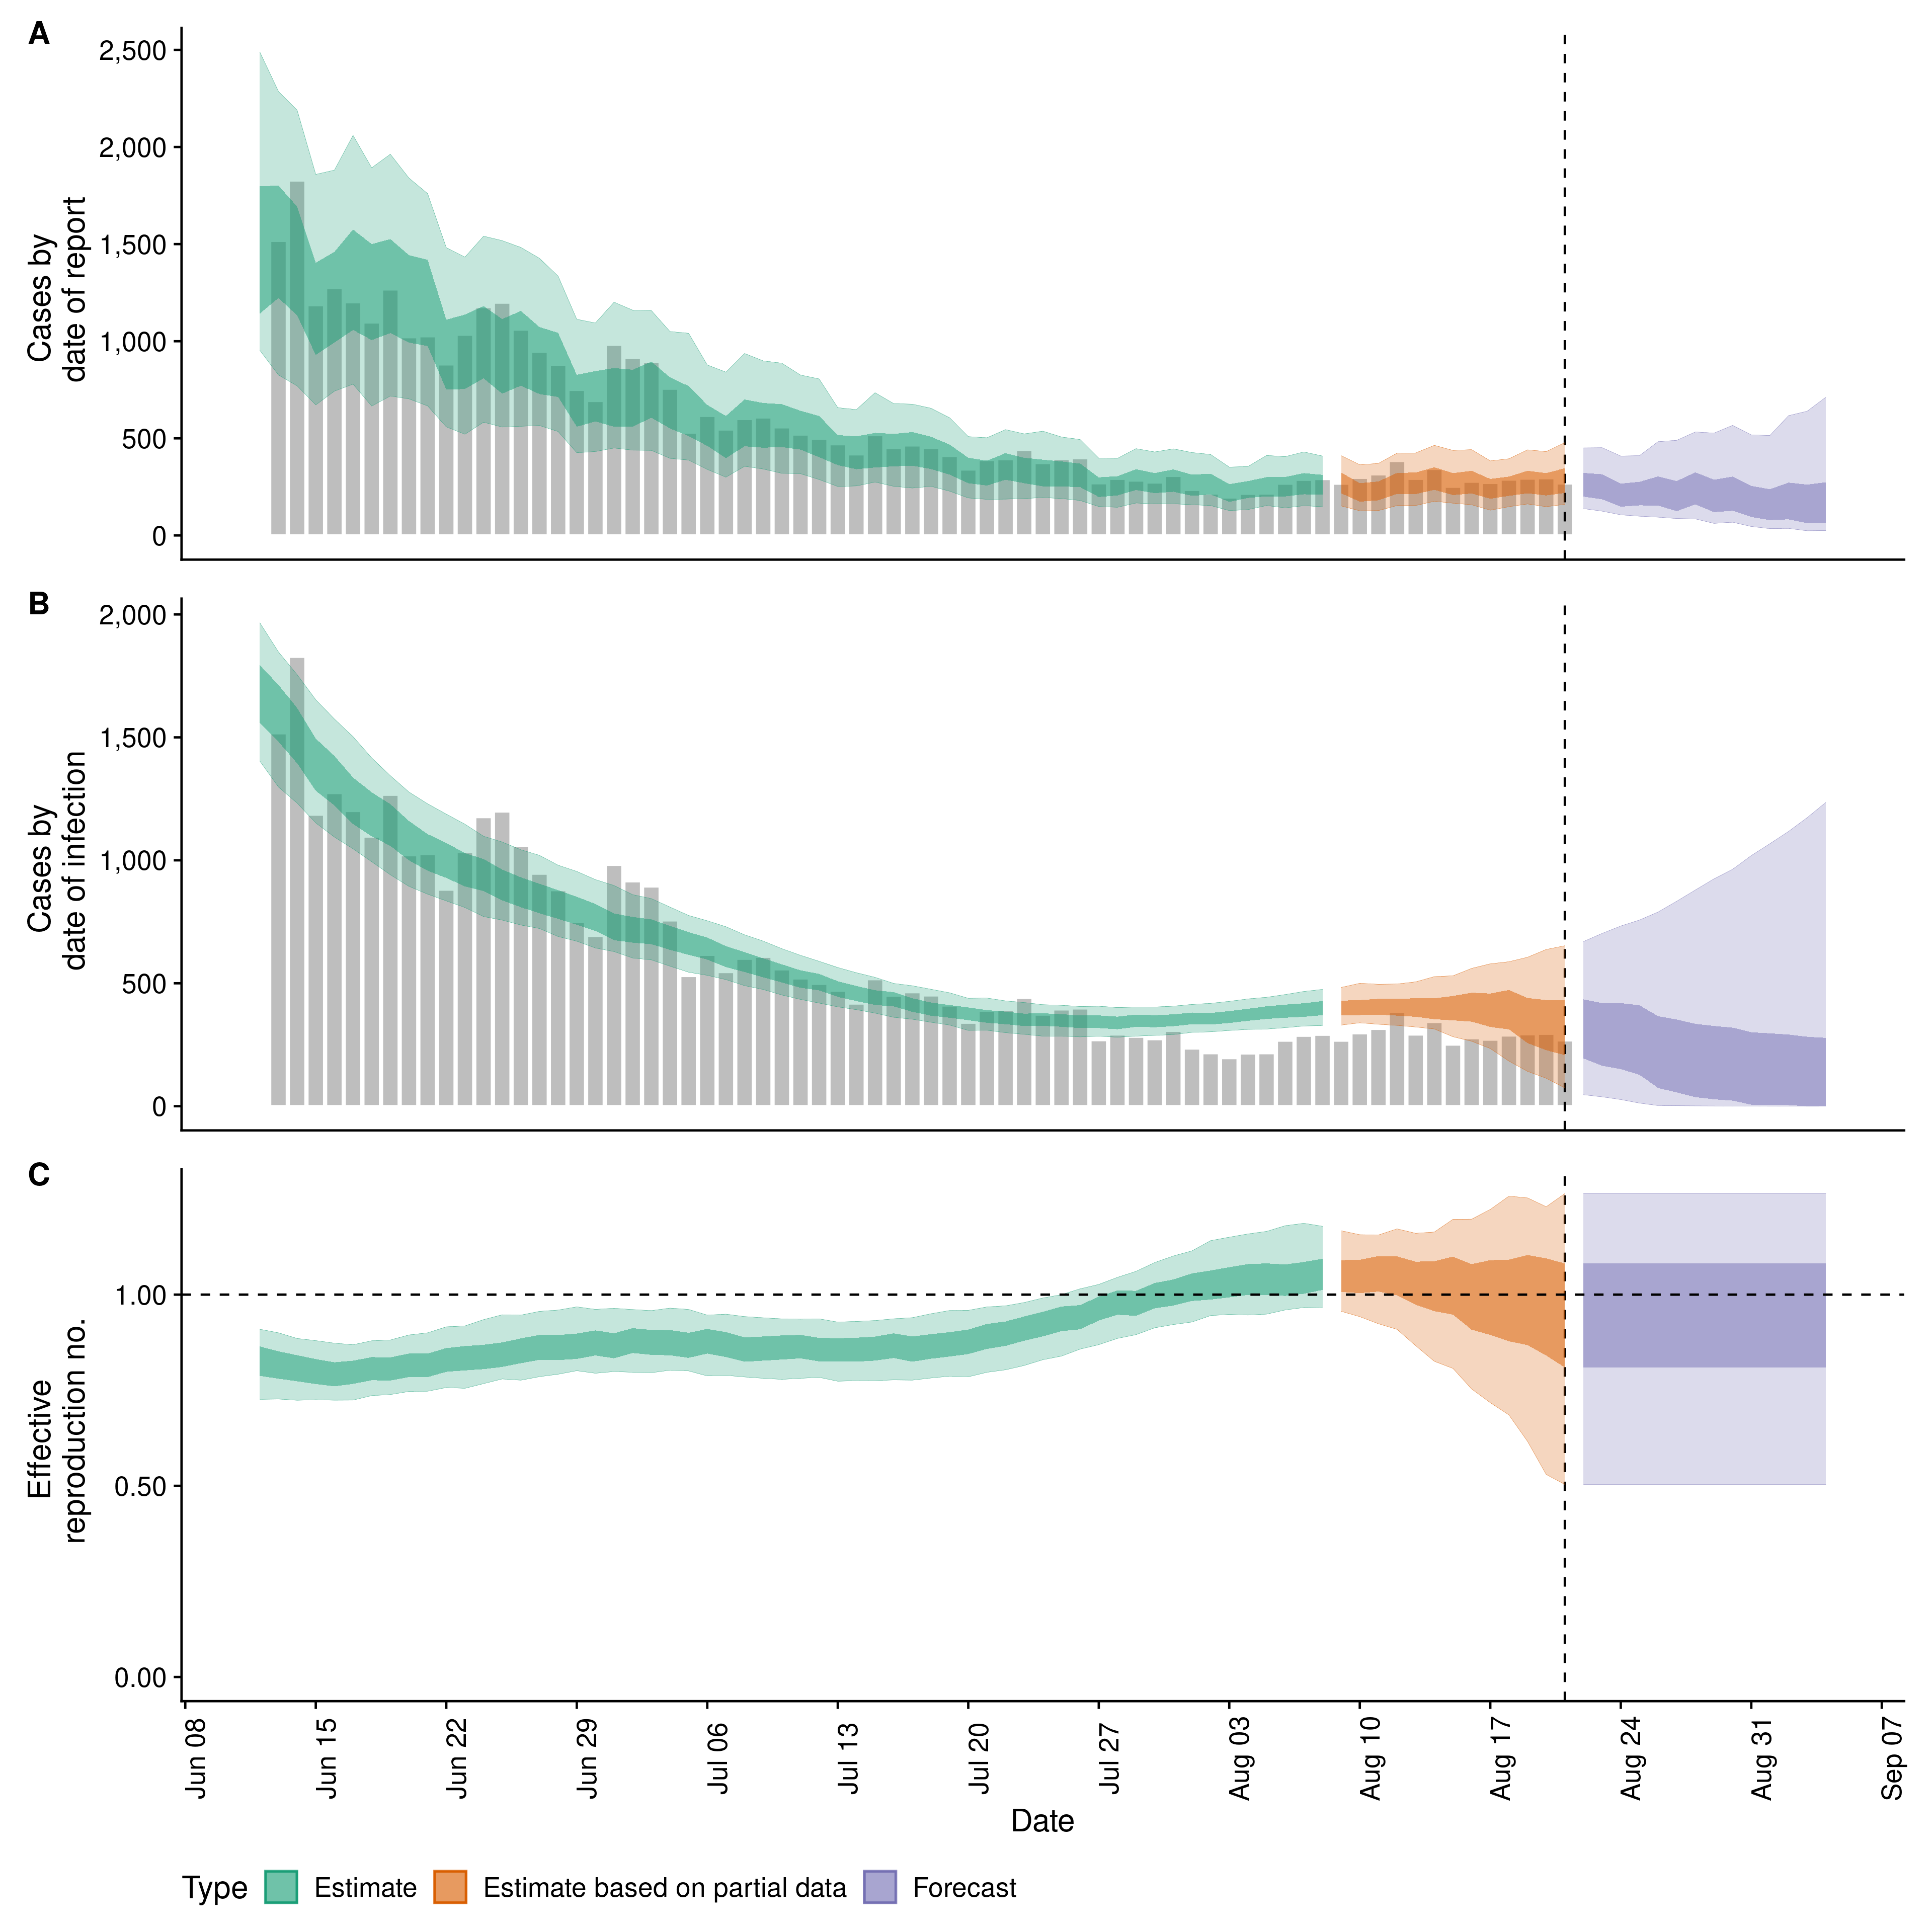 A
2,500
2,000
1,500
1,000
500
0
Cases by
date of report
B
2,000
1,500
1,000
500
0
Cases by
date of infection
C
1.00
0.50
0.00
Effective
reproduction no.
Jun 08
Jun 15
Jun 22
Jun 29
Jul 06
Jul 13
Jul 20
Jul 27
Aug 03
Aug 10
Aug 17
Aug 24
Aug 31
Sep 07
Date
Type Estimate Estimate based on partial data Forecast